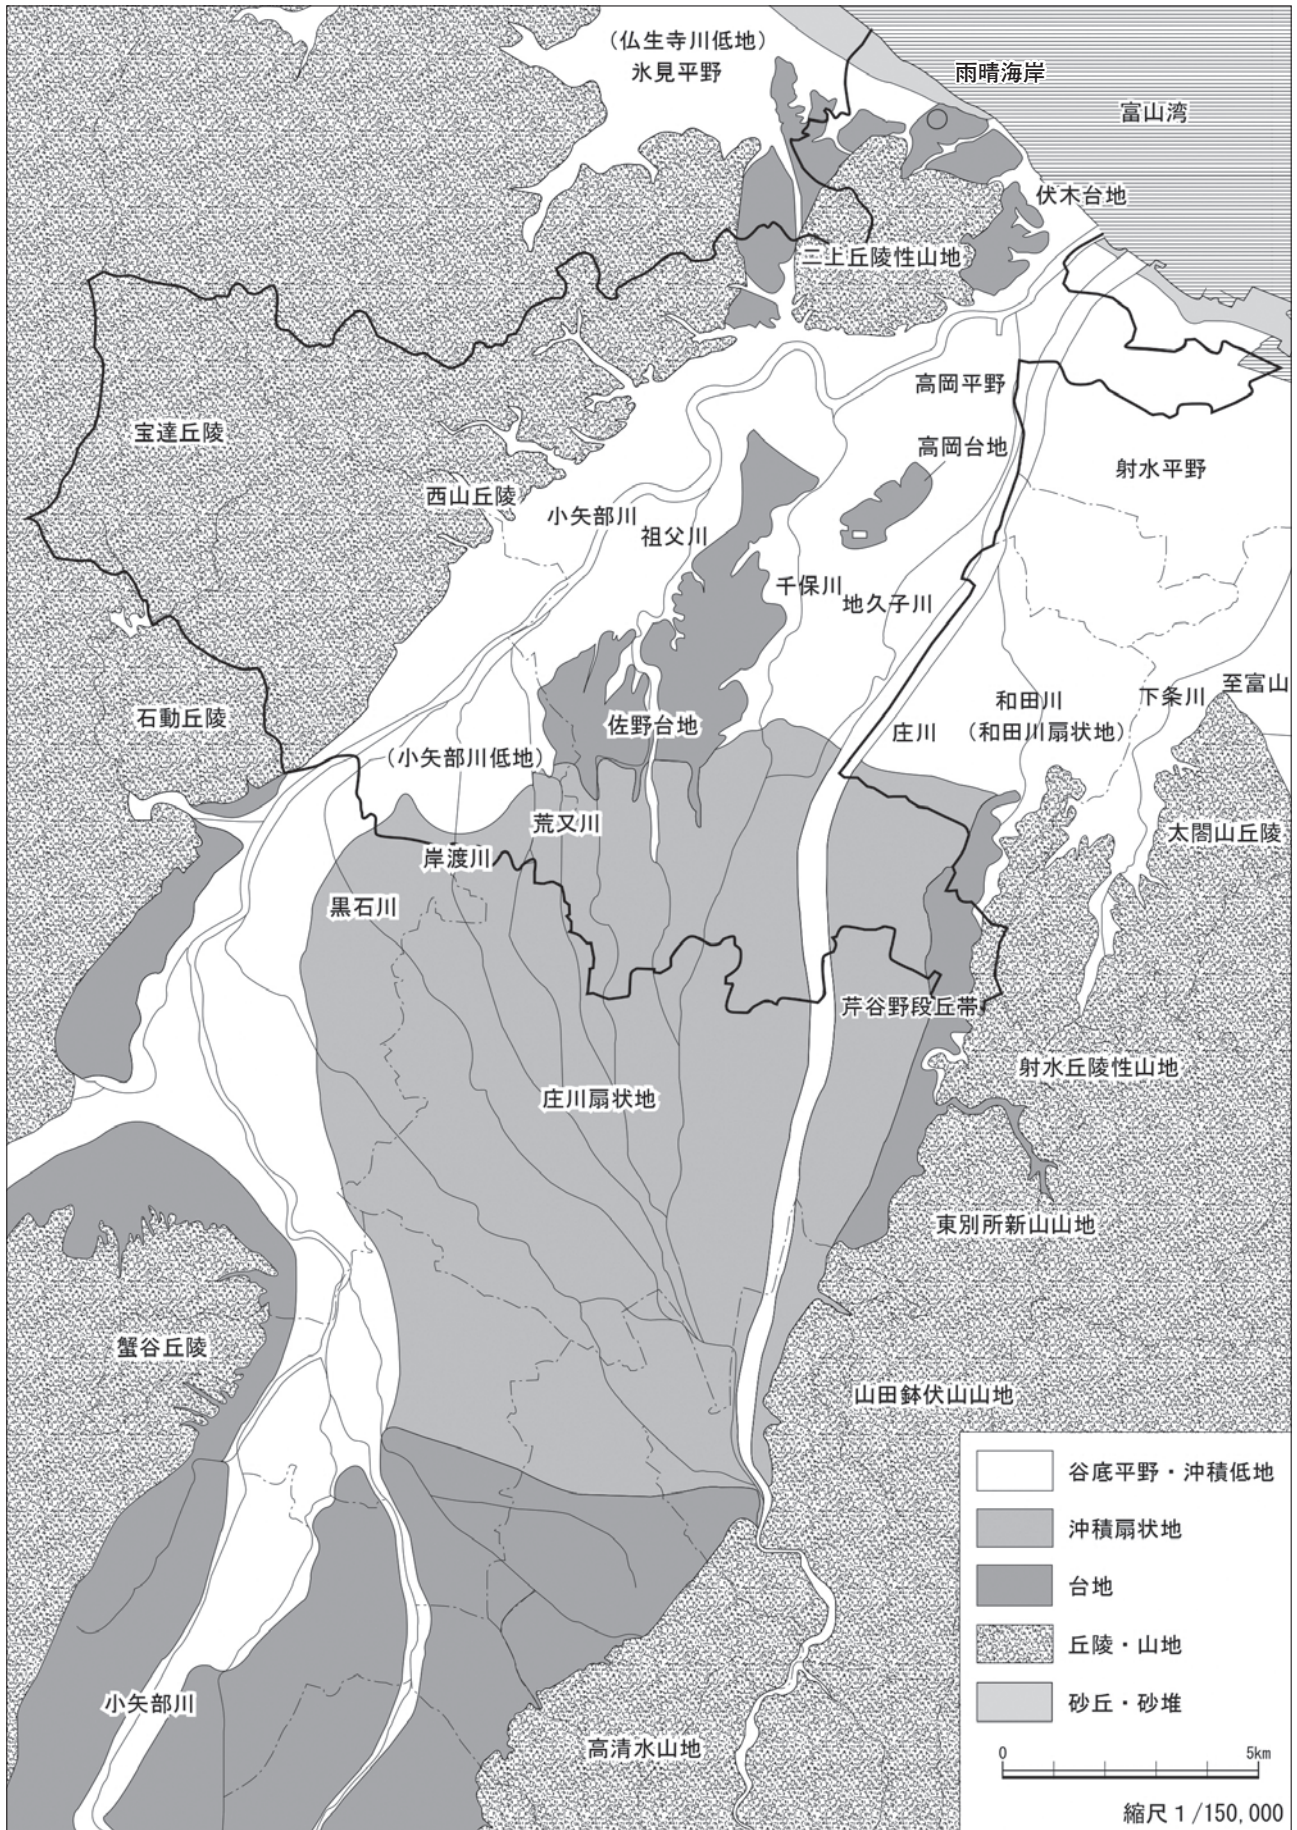 （仏生寺川低地）
氷見平野
雨晴海岸
富山湾
伏木台地
二上丘陵性山地
高岡平野
宝達丘陵
高岡台地
射水平野
西山丘陵
小矢部川
祖父川
千保川
地久子川
至富山
和田川
（和田川扇状地）
下条川
石動丘陵
佐野台地
庄川
（小矢部川低地）
荒又川
太閤山丘陵
岸渡川
黒石川
芹谷野段丘帯
射水丘陵性山地
庄川扇状地
東別所新山山地
蟹谷丘陵
山田鉢伏山山地
小矢部川
高清水山地
谷底平野・沖積低地
沖積扇状地
台地
丘陵・山地
砂丘・砂堆
0 5km
縮尺1/150,000